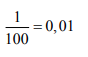 1/100 = 0,01